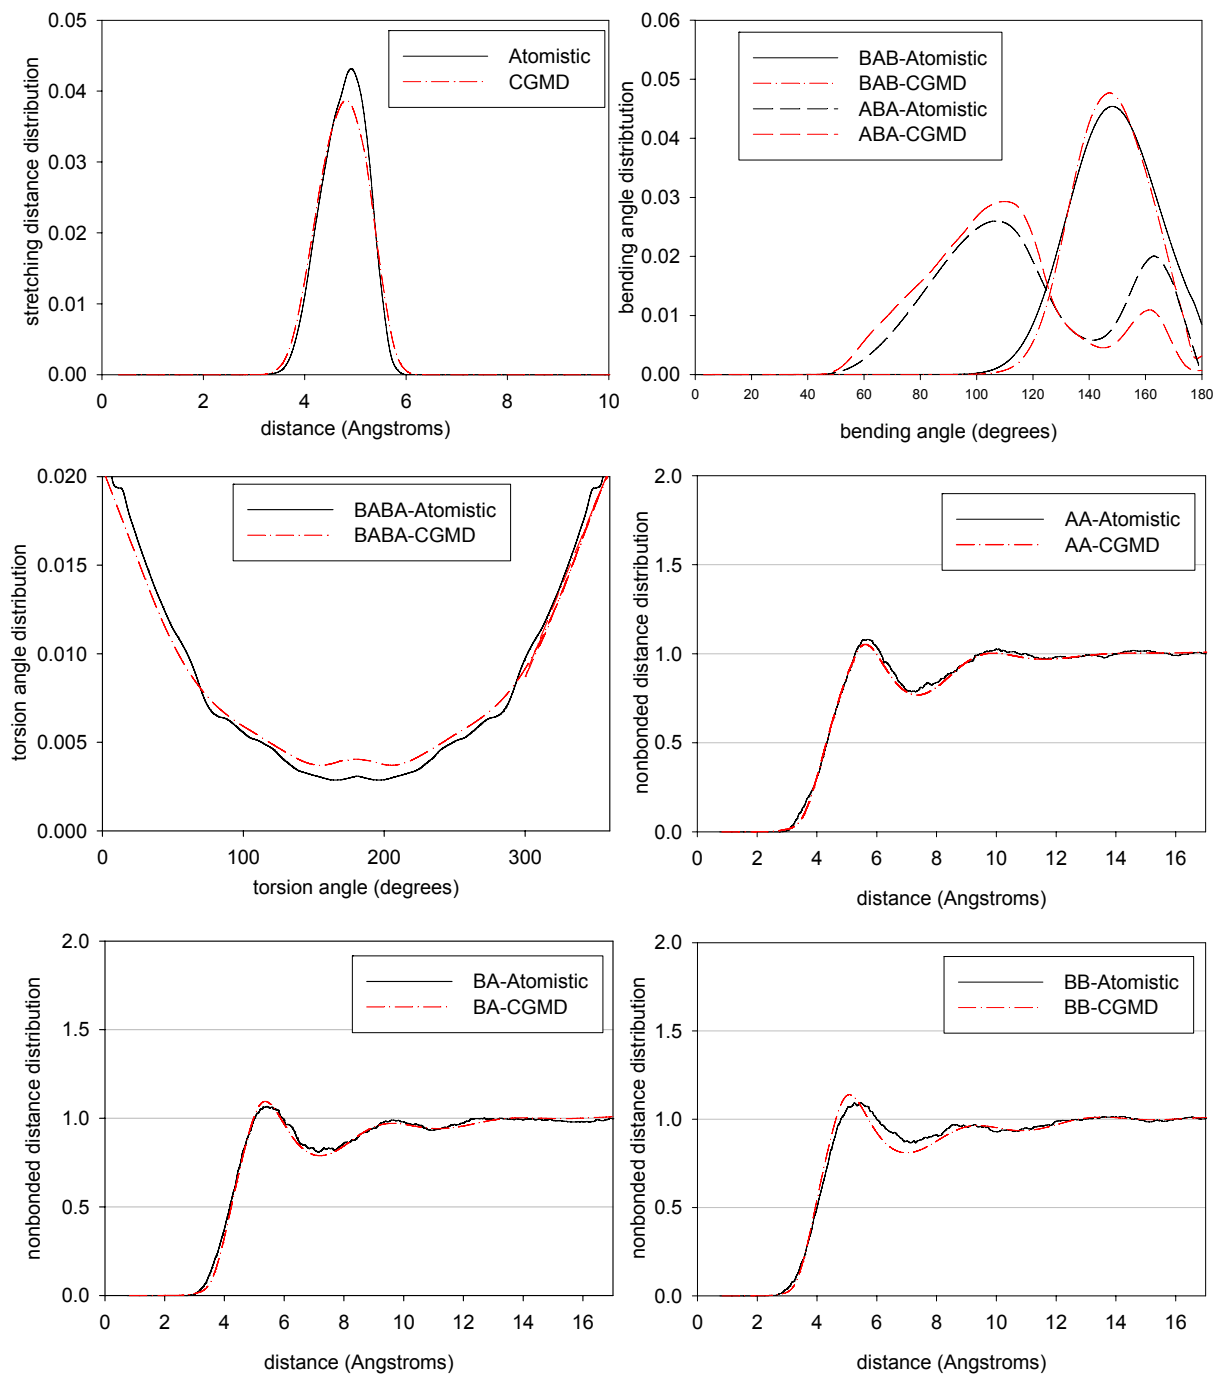 stretching distance distribution
0.05
0.04
0.03
0.02
0.01
0.00
Atomistic
CGMD
0 2 4 6 8 10
distance (Angstroms)
bending angle distribtution
0.06
0.05
0.04
0.03
0.02
0.01
0.00
BAB-Atomistic
BAB-CGMD
ABA-Atomistic
ABA-CGMD
0 20 40 60 80 100 120 140 160 180
bending angle (degrees)
torsion angle distribution
0.020
0.015
0.010
0.005
0.000
BABA-Atomistic
BABA-CGMD
0 100 200 300
torsion angle (degrees)
nonbonded distance distribution
2.0
1.5
1.0
0.5
0.0
AA-Atomistic
AA-CGMD
0 2 4 6 8 10 12 14 16
distance (Angstroms)
nonbonded distance distribution
2.0
1.5
1.0
0.5
0.0
BA-Atomistic
BA-CGMD
0 2 4 6 8 10 12 14 16
distance (Angstroms)
nonbonded distance distribution
2.0
1.5
1.0
0.5
0.0
BB-Atomistic
BB-CGMD
0 2 4 6 8 10 12 14 16
distance (Angstroms)